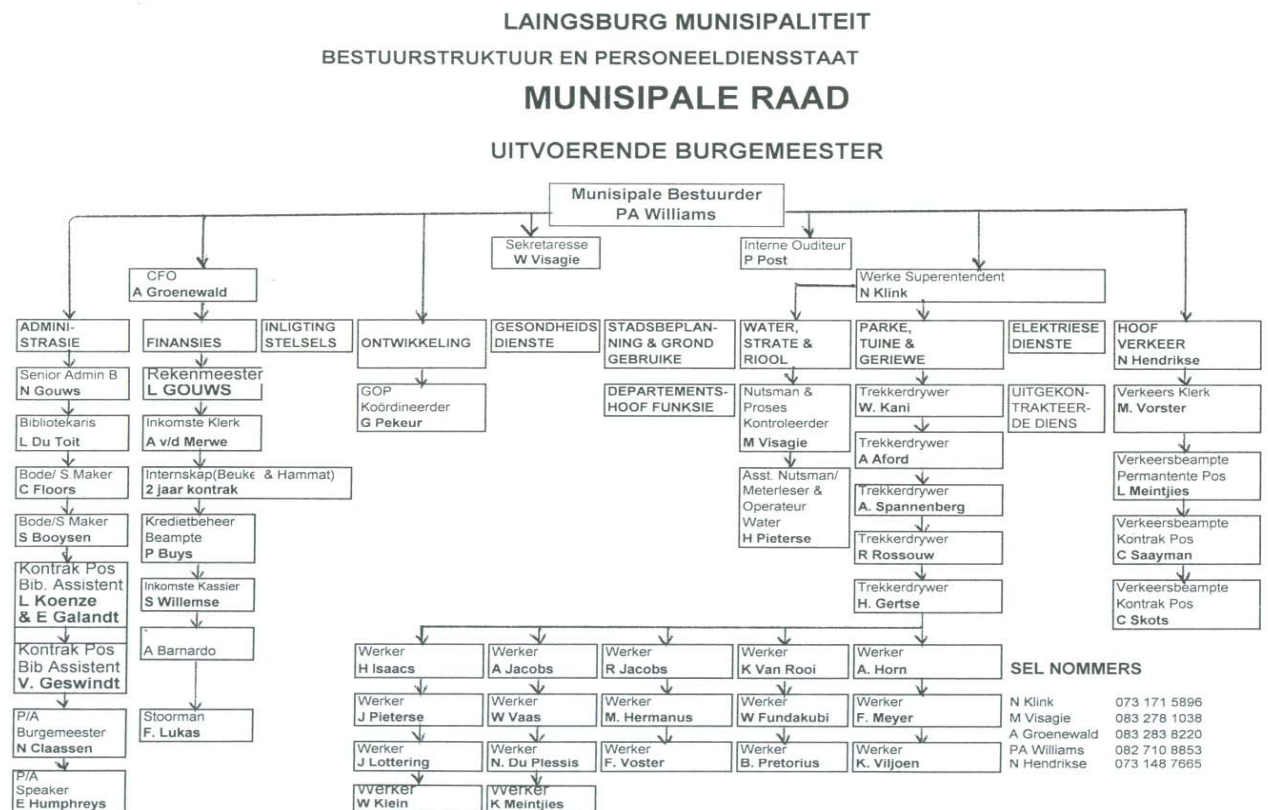 LAINGSBURG MUNISIPALITEIT
BESTUURSTRUKTUUR EN PERSONEELDIENSSTAAT
MUNISIPALE RAAD
UITVOERENDE BURGEMEESTER
Munisipale Bestuurder
PA Williams
Sekretaresse
W Visagie
Interne Ouditeur
P Post
CFO
A Groenewald
Werke Superentendent
N Klink
ADMINI-
STRASIE
Senior Admin B
N Gouws
Bibliotekaris
L Du Toit
Bode/ S.Maker
C Floors
Bode/S Maker
S Booysen
Kontrak Pos
Bib. Assistent
L Koenze
& E Galandt
Kontrak Pos
Bib Assistent
V. Geswindt
P/A
Burgemeester
N Claassen
P/A
Speaker
E Humphreys
FINANSIES
Rekenmeester
L GOUWS
Inkomste Klerk
A v/d Merwe
Internskap(Beuke & Hammat)
2 jaar kontrak
Kredietbeheer
Beampte
P Buys
Inkomste Kassier
S Willemse
A Barnardo
Stoorman
F. Lukas
INLIGTING
STELSELS
ONTWIKKELING
GOP
Koördineerder
G Pekeur
GESONDHEIDS
DIENSTE
STADSBEPLAN-
NING & GROND
GEBRUIKE
DEPARTEMENTS-
HOOF FUNKSIE
WATER,
STRATE &
RIOOL
Nutsman &
Proses
Kontroleerder
M Visagie
Asst. Nutsman/
Meterleser &
Operateur
Water
H Pieterse
PARKE,
TUINE &
GERIEWE
Trekkerdrywer
W. Kani
Trekkerdrywer
A Aford
Trekkerdrywer
A. Spannenberg
Trekkerdrywer
R Rossouw
Trekkerdrywer
H. Gertse
ELEKTRIESE
DIENSTE
UITGEKON-
TRAKTEER-
DE DIENS
HOOF
VERKEER
N Hendrikse
Verkeers Klerk
M. Vorster
Verkeersbeampte
Permantente Pos
L Meintjies
Verkeersbeampte
Kontrak Pos
C Saayman
Verkeersbeampte
Kontrak Pos
C Skots
Werker
H Isaacs
Werker
J Pieterse
Werker
J Lottering
Werker
W Klein
Werker
A Jacobs
Werker
W Vaas
Werker
N. Du Plessis
Werker
K Meintjies
Werker
R Jacobs
Werker
M. Hermanus
Werker
F. Voster
Werker
K Van Rooi
Werker
W Fundakubi
Werker
B. Pretorius
Werker
A. Horn
Werker
F. Meyer
Werker
K. Viljoen
SEL NOMMERS
N Klink 073 171 5896
M Visagie 083 278 1038
A Groenewald 083 283 8220
PA Williams 082 710 8853
N Hendrikse 073 148 7665